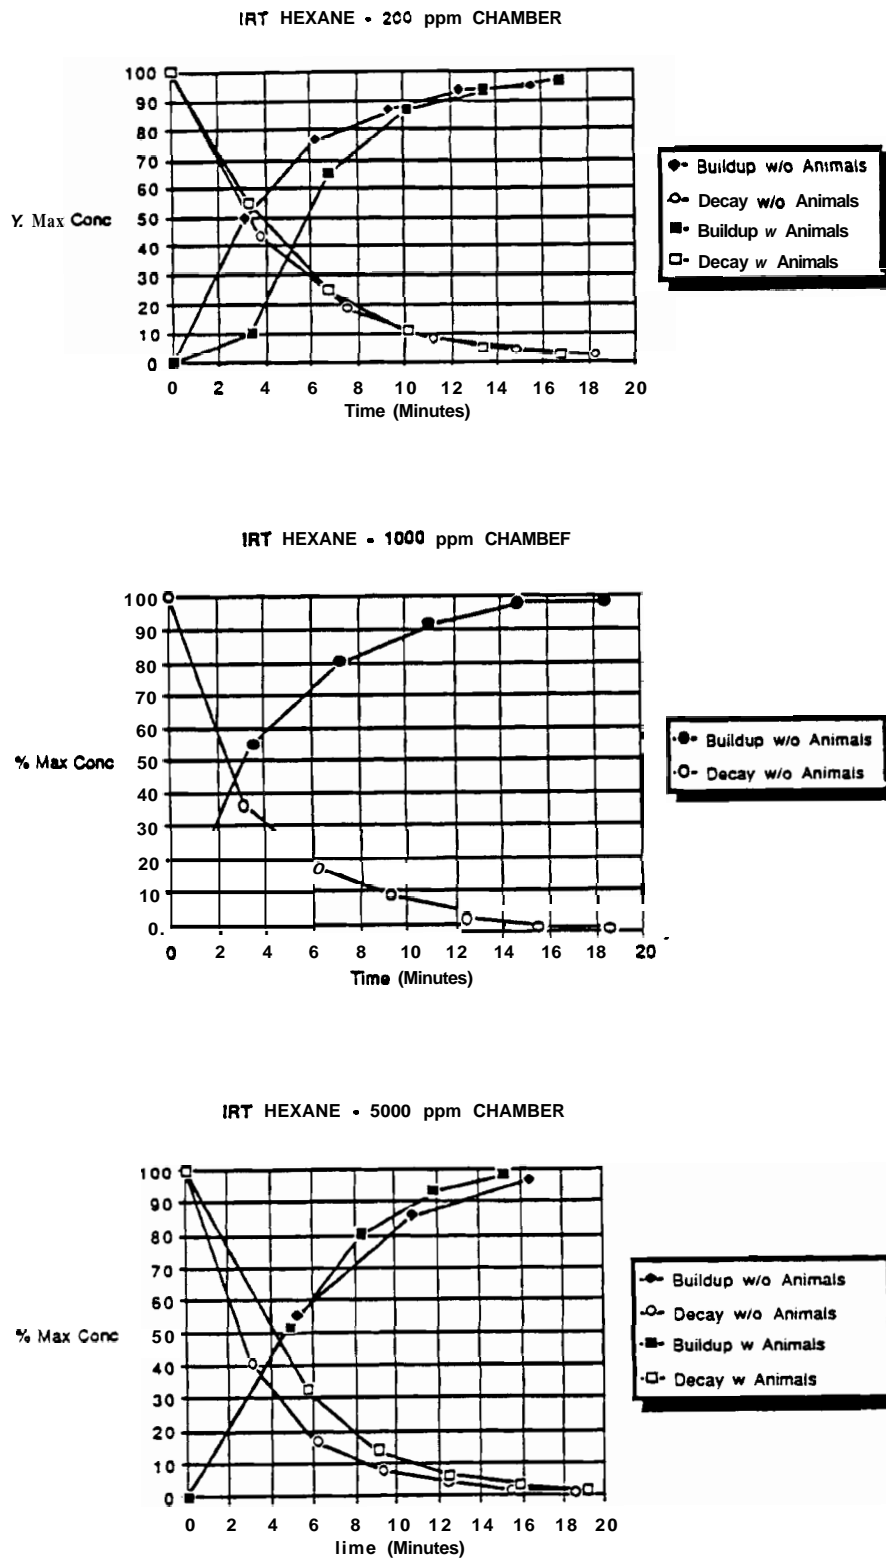 IRT HEXANE - 200 ppm CHAMBER
100
90
80
70
60
50
40
30
20
10
0
Y. Max Conc
0 2 4 6 8 10 12 14 16 18 20
Time (Minutes)
Buildup w/o Animals
Decay w/o Animals
Buildup w Animals
Decay w Animals
IRT HEXANE - 1000 ppm CHAMBEF
100
90
80
70
60
50
40
30
20
10
0.
% Max Conc
0 2 4 6 8 10 12 14 16 18 20
Time (Minutes)
Buildup w/o Animals
Decay w/o Animals
IRT HEXANE - 5000 ppm CHAMBER
100
90
80
70
60
50
40
30
20
10
0
% Max Conc
0 2 4 6 8 10 12 14 16 18 20
lime (Minutes)
Buildup w/o Animals
Decay w/o Animals
Buildup w Animals
Decay w Animals